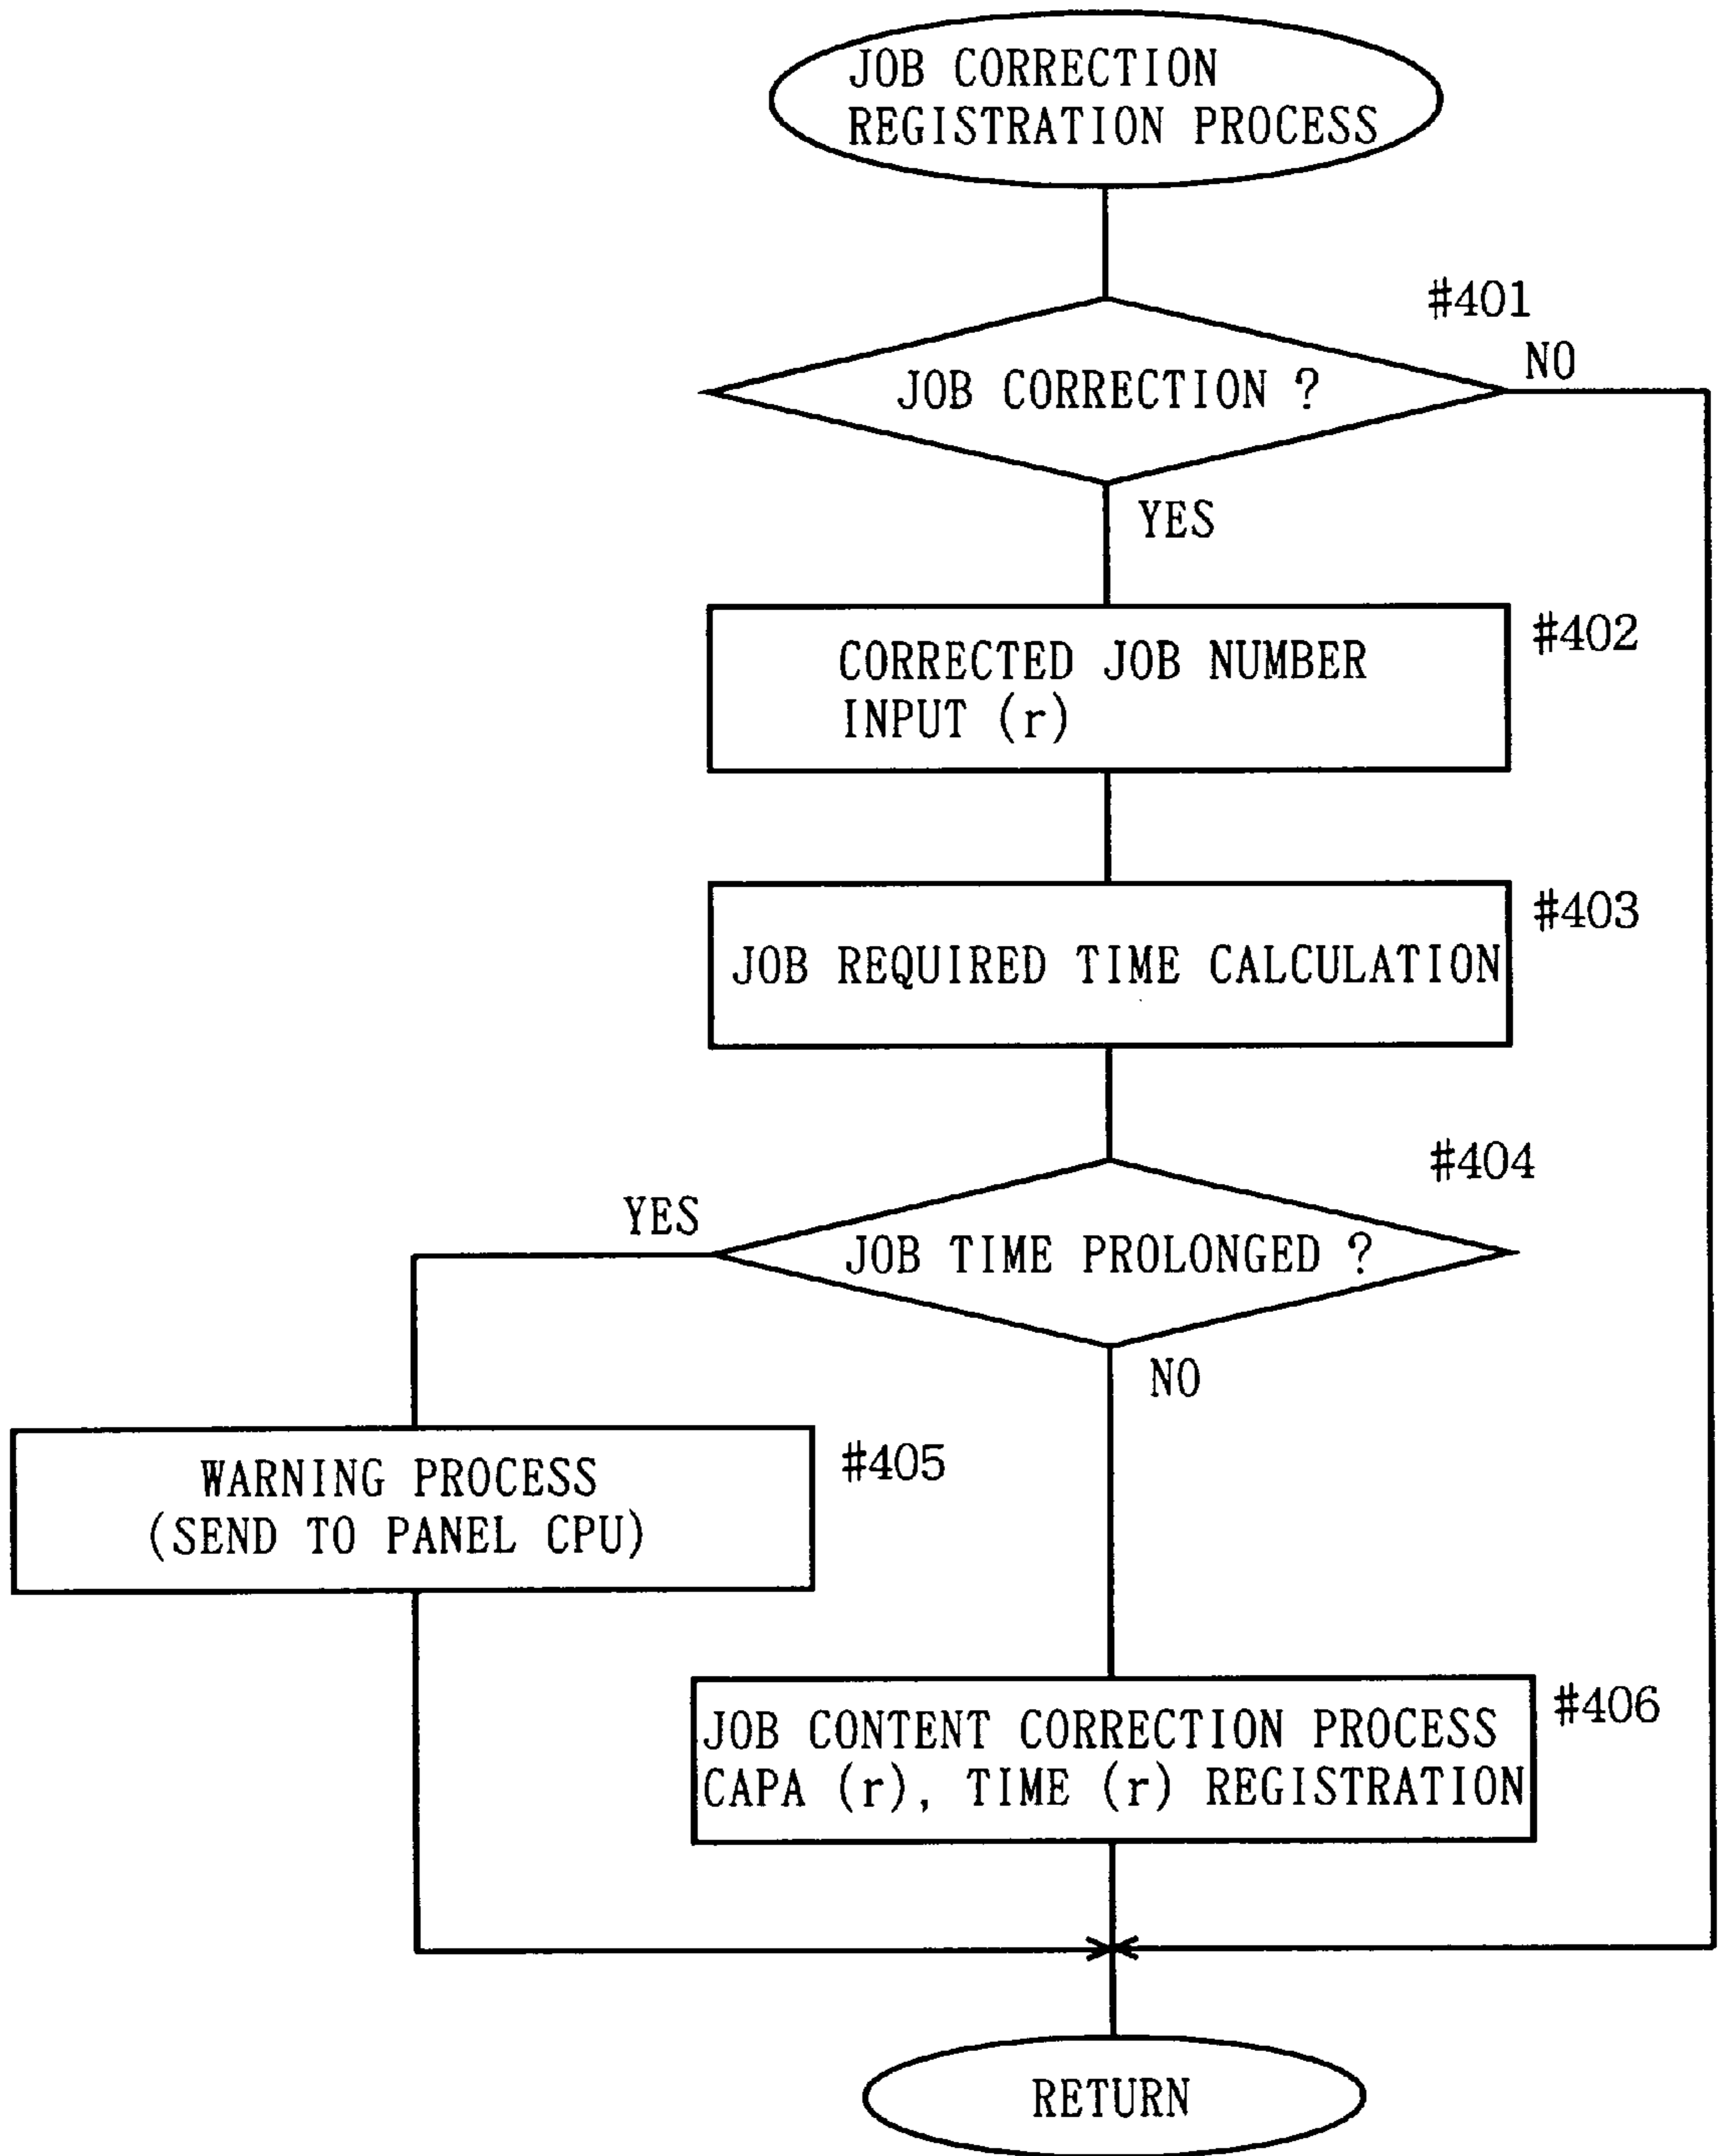 JOB CORRECTION
REGISTRATION PROCESS
#401
JOB CORRECTION ?
NO
YES
#402
CORRECTED JOB NUMBER
INPUT (r)
#403
JOB REQUIRED TIME CALCULATION
#404
YES
JOB TIME PROLONGED ?
NO
#405
WARNING PROCESS
(SEND TO PANEL CPU)
#406
JOB CONTENT CORRECTION PROCESS
CAPA (r), TIME (r) REGISTRATION
RETURN